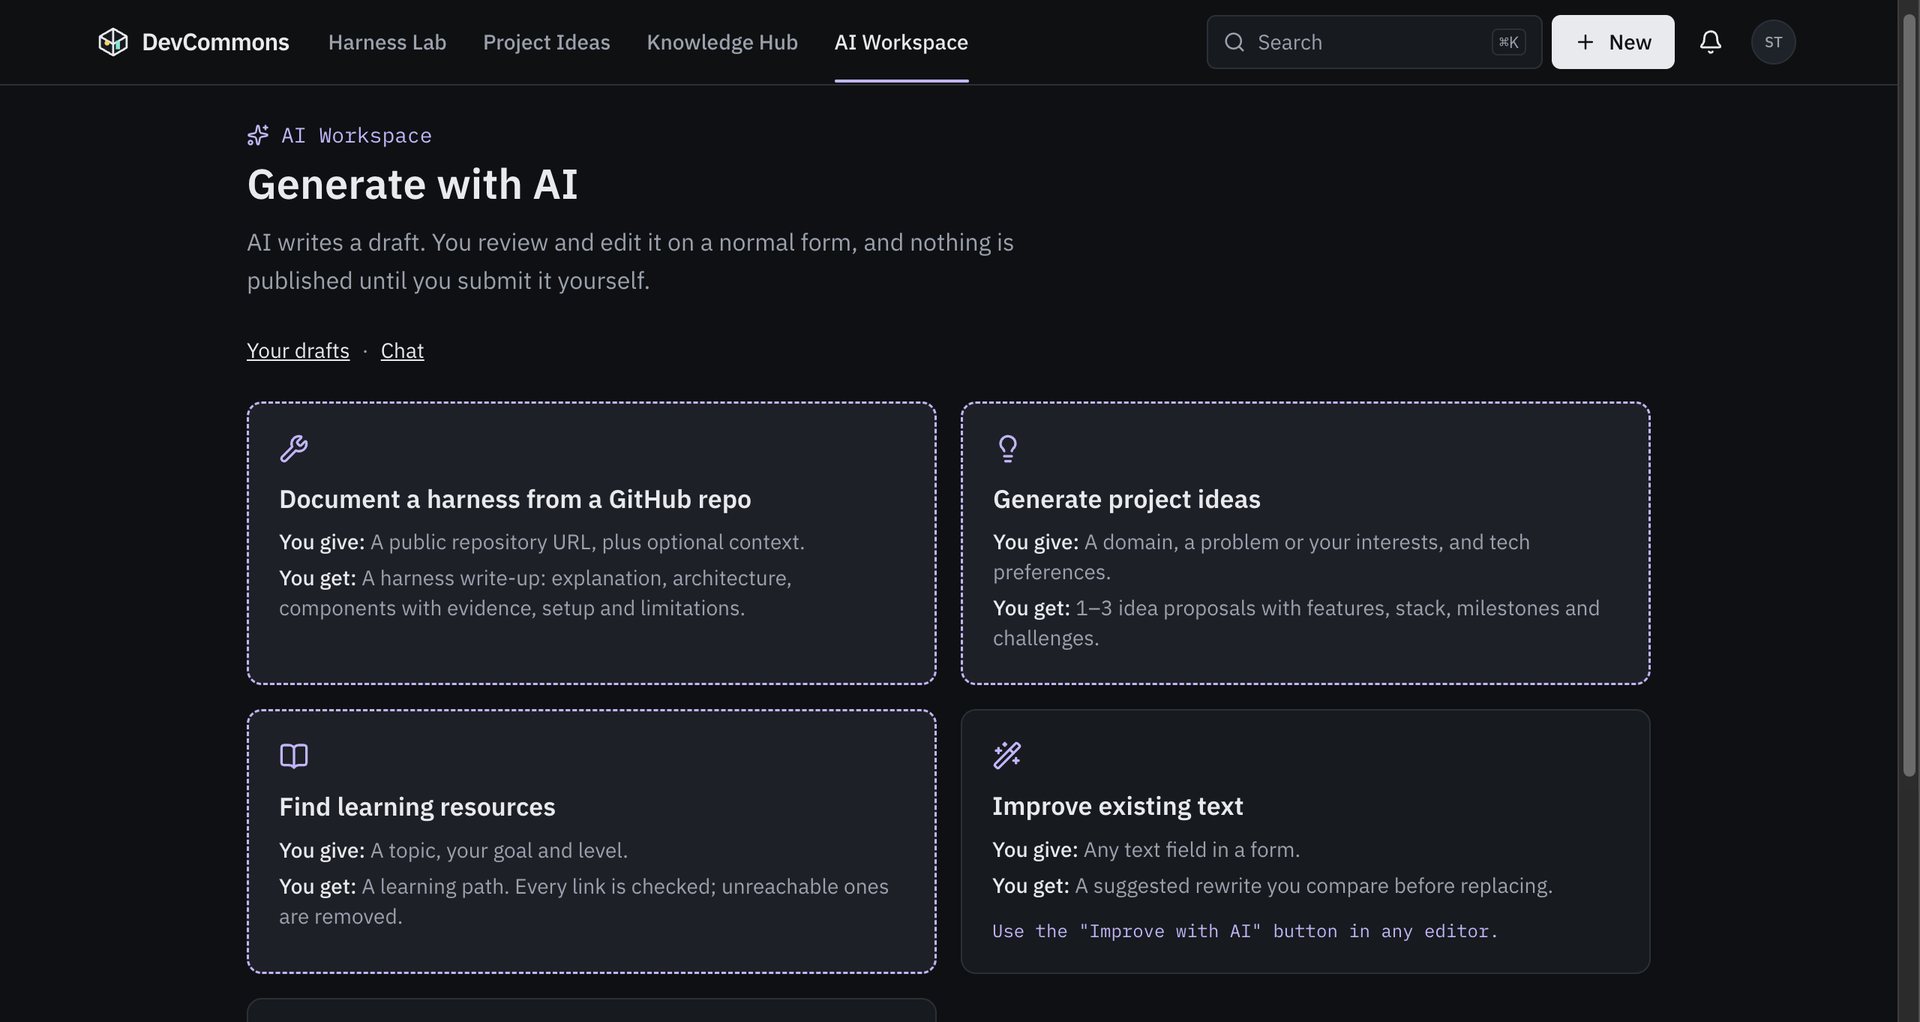 DevCommons
Harness Lab
Project Ideas
Knowledge Hub
AI Workspace
Search
⌘K
+ New
ST
AI Workspace
Generate with AI
AI writes a draft. You review and edit it on a normal form, and nothing is
published until you submit it yourself.
Your drafts · Chat
Document a harness from a GitHub repo
You give: A public repository URL, plus optional context.
You get: A harness write-up: explanation, architecture,
components with evidence, setup and limitations.
Generate project ideas
You give: A domain, a problem or your interests, and tech
preferences.
You get: 1–3 idea proposals with features, stack, milestones and
challenges.
Find learning resources
You give: A topic, your goal and level.
You get: A learning path. Every link is checked; unreachable ones
are removed.
Improve existing text
You give: Any text field in a form.
You get: A suggested rewrite you compare before replacing.
Use the "Improve with AI" button in any editor.